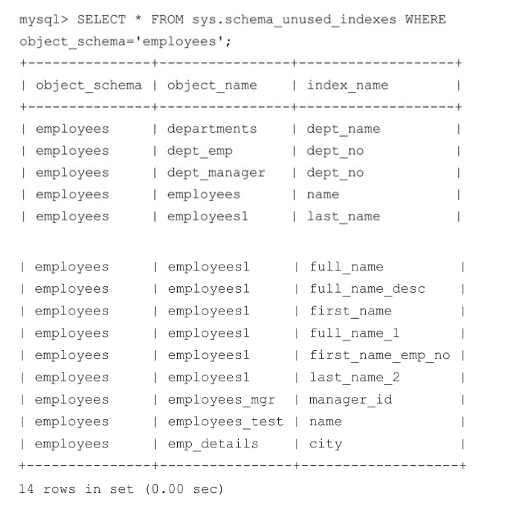 mysql> SELECT * FROM sys.schema_unused_indexes WHERE
object_schema='employees';
+---------------+----------------+-------------------+
| object_schema | object_name    | index_name        |
+---------------+----------------+-------------------+
| employees     | departments    | dept_name         |
| employees     | dept_emp       | dept_no           |
| employees     | dept_manager   | dept_no           |
| employees     | employees      | name              |
| employees     | employees1     | last_name         |
| employees     | employees1     | full_name         |
| employees     | employees1     | full_name_desc    |
| employees     | employees1     | first_name        |
| employees     | employees1     | full_name_1       |
| employees     | employees1     | first_name_emp_no |
| employees     | employees1     | last_name_2       |
| employees     | employees_mgr  | manager_id        |
| employees     | employees_test | name              |
| employees     | emp_details    | city              |
+---------------+----------------+-------------------+
14 rows in set (0.00 sec)